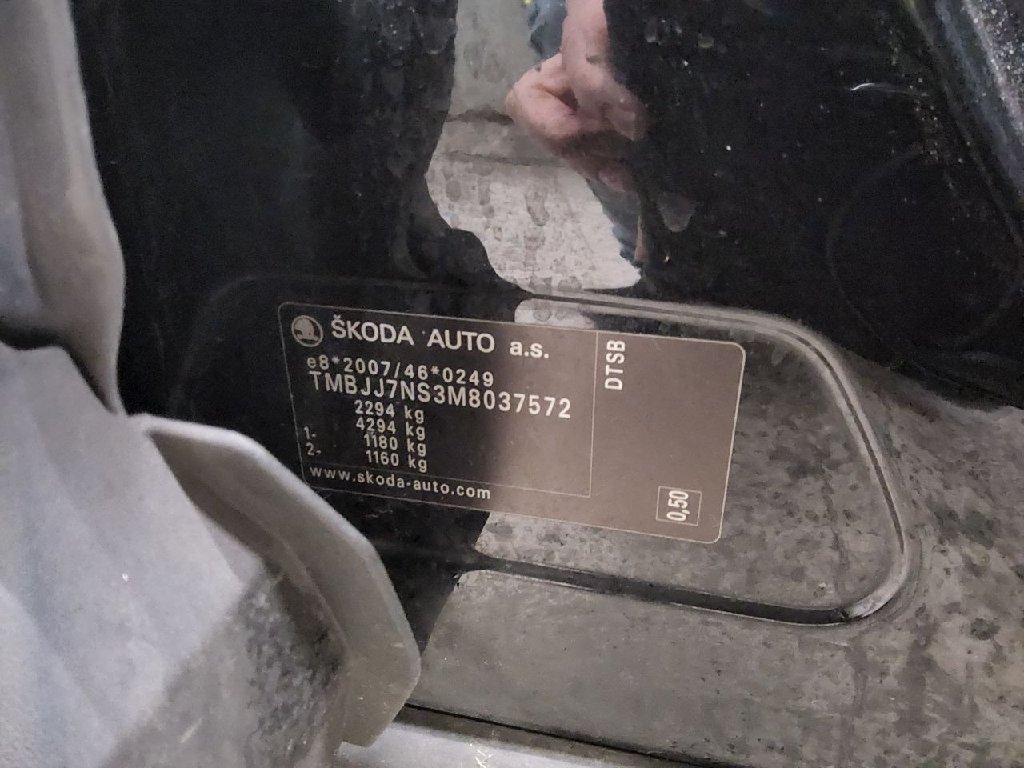 ŠKODA AUTO a.s.
e8*2007/46*0249
TMBJJ7NS3M8037572
2294 kg
4294 kg
1- 1180 kg
2- 1160 kg
www.skoda-auto.com
DTSB
0,50